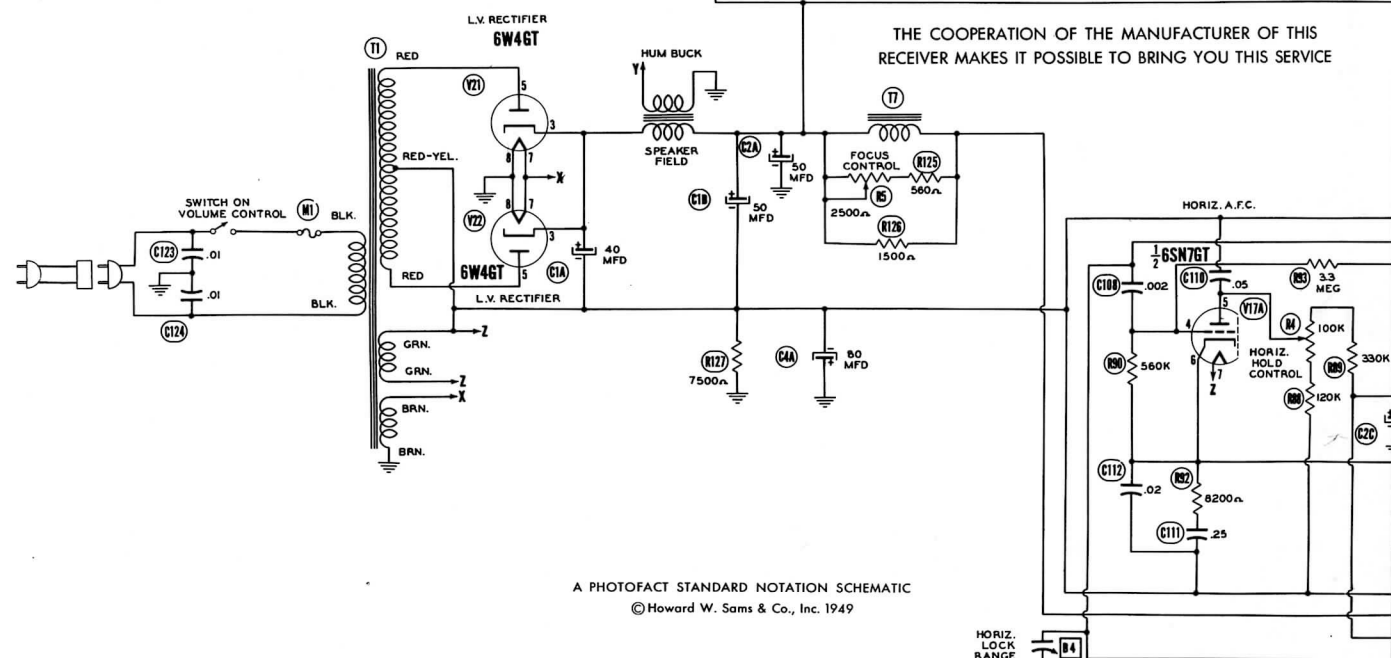 L.V. RECTIFIER
6W4GT
THE COOPERATION OF THE MANUFACTURER OF THIS
RECEIVER MAKES IT POSSIBLE TO BRING YOU THIS SERVICE
T1
RED
V21
5
3
8 7
HUM BUCK
Y
SPEAKER
FIELD
RED-YEL.
X
8 7
V22
3
5
6W4GT
L.V. RECTIFIER
40
MFD
C1A
SWITCH ON
VOLUME CONTROL
M1
BLK.
C123
.01
.01
C124
BLK.
RED
C2A
50
MFD
C1B
50
MFD
T7
FOCUS
CONTROL
R125
560Ω
R5
2500Ω
R126
1500Ω
Z
GRN.
GRN.
Z
X
BRN.
BRN.
R127
7500Ω
C4A
80
MFD
HORIZ. A.F.C.
1/2 6SN7GT
C108
.002
C110
.05
R93
3.3
MEG
5
V17A
4
6
7
Z
R4
100K
HORIZ.
HOLD
CONTROL
R90
560K
R89
330K
R88
120K
C2C
C112
.02
R92
8200Ω
C111
.25
A PHOTOFACT STANDARD NOTATION SCHEMATIC
© Howard W. Sams & Co., Inc. 1949
HORIZ.
LOCK
RANGE
B4